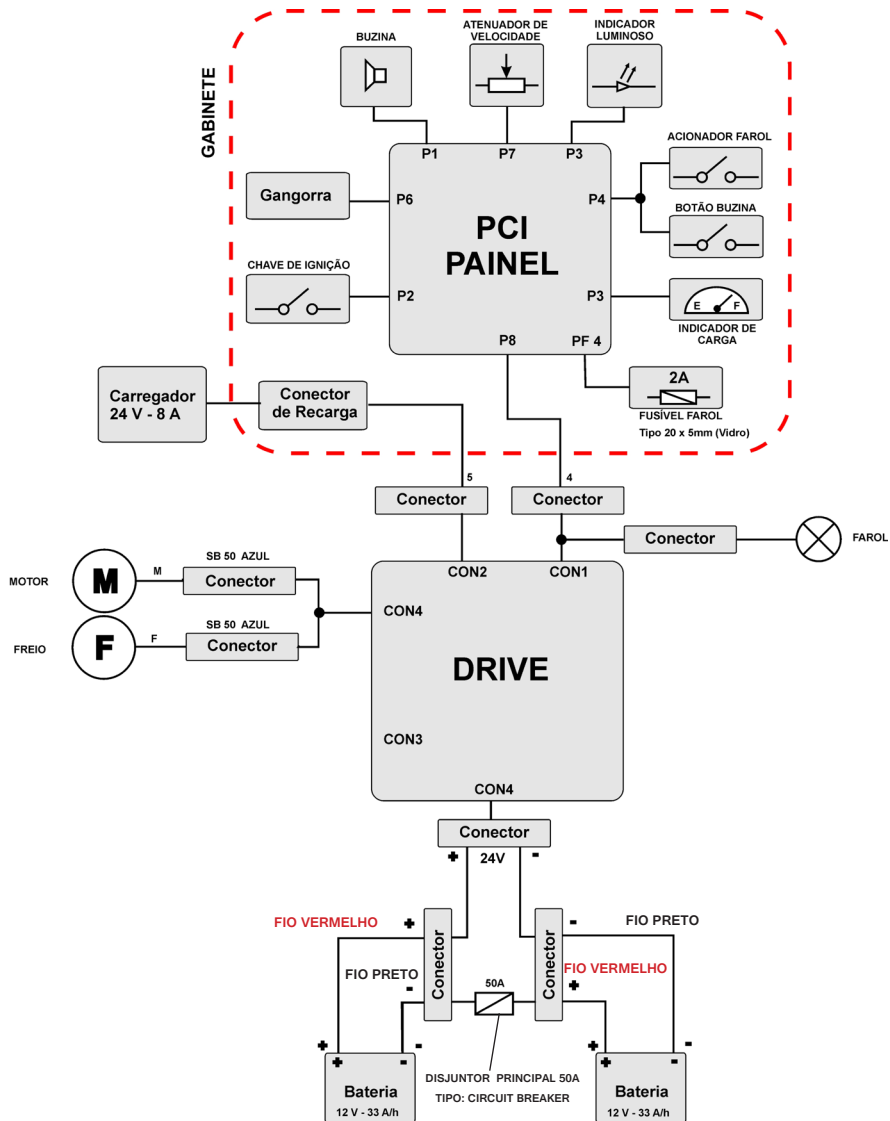 GABINETE
BUZINA
ATENUADOR DE
VELOCIDADE
INDICADOR
LUMINOSO
P1
P7
P3
ACIONADOR FAROL
Gangorra
P6
PCI
PAINEL
P4
BOTÃO BUZINA
CHAVE DE IGNIÇÃO
P2
P3
E
F
INDICADOR DE
CARGA
P8
PF 4
Carregador
24 V - 8 A
Conector
de Recarga
2A
FUSÍVEL FAROL
Tipo 20 x 5mm (Vidro)
5
4
Conector
Conector
Conector
FAROL
MOTOR
M
M
SB 50 AZUL
Conector
FREIO
F
F
SB 50 AZUL
Conector
CON2
CON1
CON4
DRIVE
CON3
CON4
Conector
+
24V
-
FIO VERMELHO
+
-
FIO PRETO
FIO PRETO
-
Conector
50A
Conector
FIO VERMELHO
+
DISJUNTOR PRINCIPAL 50A
TIPO: CIRCUIT BREAKER
+
-
+
-
Bateria
12 V - 33 A/h
+
-
+
-
Bateria
12 V - 33 A/h